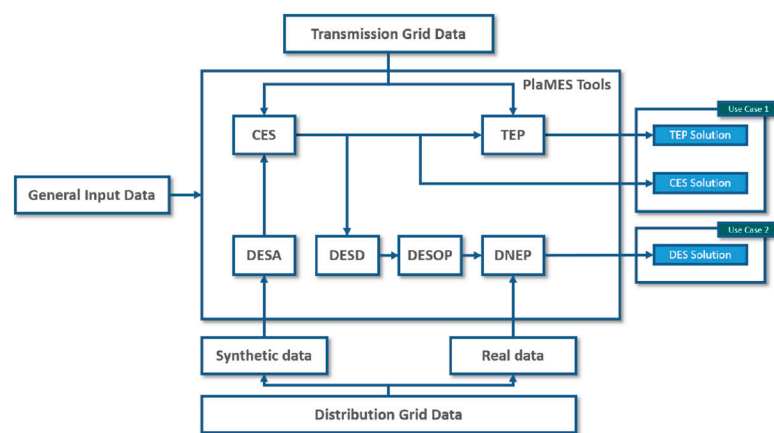 Transmission Grid Data
PlaMES Tools
Use Case 1
CES
TEP
TEP Solution
General Input Data
CES Solution
Use Case 2
DESA
DESD
DESOP
DNEP
DES Solution
Synthetic data
Real data
Distribution Grid Data